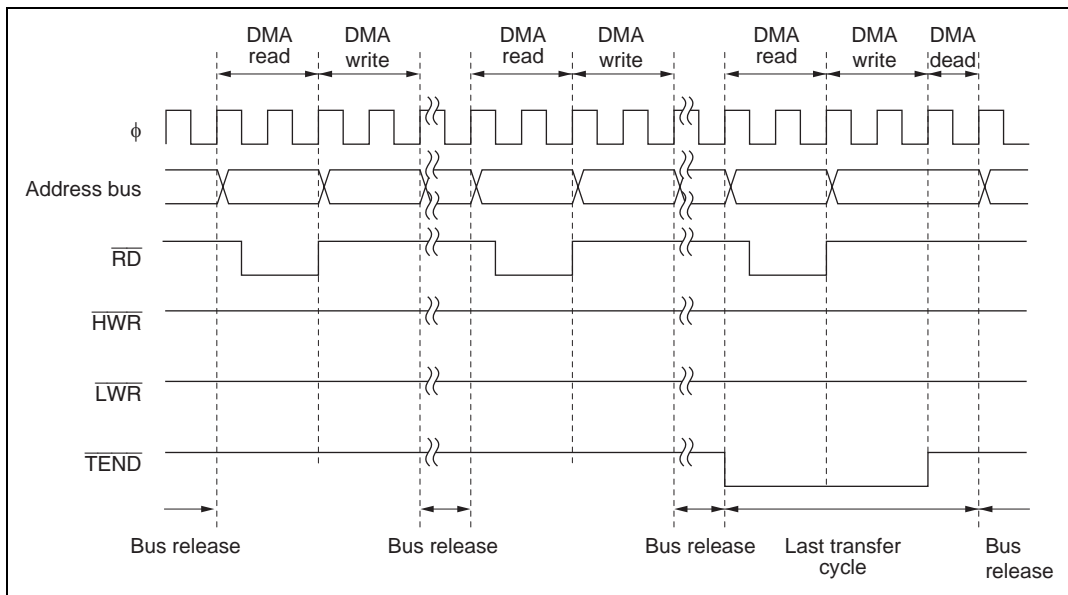 DMA read
DMA write
DMA read
DMA write
DMA read
DMA write
DMA dead
ϕ
Address bus
RD
HWR
LWR
TEND
Bus release
Bus release
Bus release
Last transfer cycle
Bus release